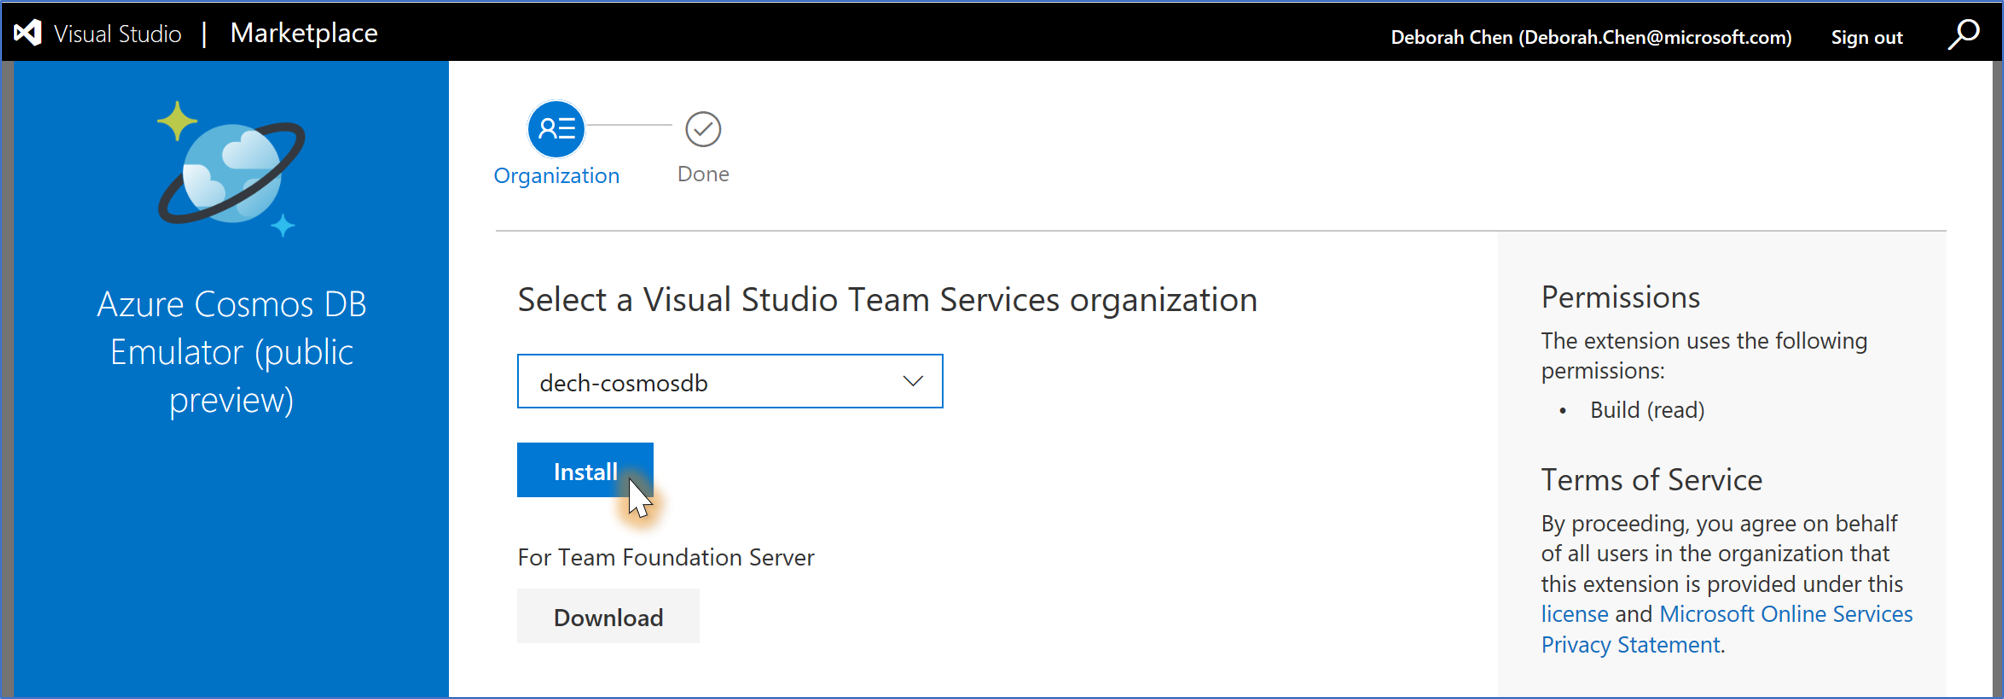 Visual Studio | Marketplace
Deborah Chen (Deborah.Chen@microsoft.com) Sign out
Azure Cosmos DB
Emulator (public
preview)
Organization
Done
Select a Visual Studio Team Services organization
dech-cosmosdb
Install
For Team Foundation Server
Download
Permissions
The extension uses the following
permissions:
• Build (read)
Terms of Service
By proceeding, you agree on behalf
of all users in the organization that
this extension is provided under this
license and Microsoft Online Services
Privacy Statement.